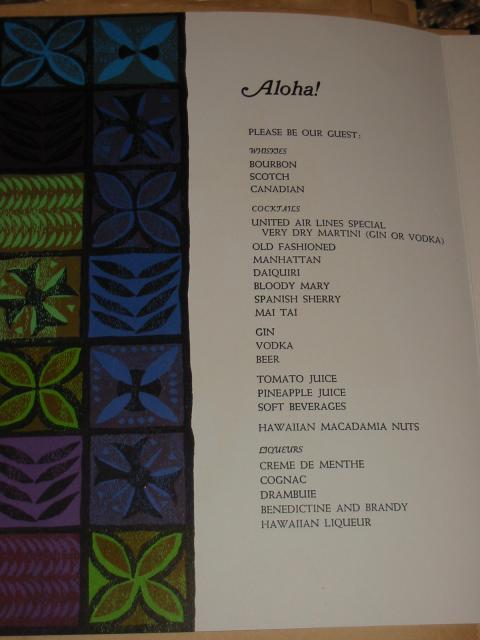 Aloha!
PLEASE BE OUR GUEST:
WHISKIES
BOURBON
SCOTCH
CANADIAN
COCKTAILS
UNITED AIR LINES SPECIAL
VERY DRY MARTINI (GIN OR VODKA)
OLD FASHIONED
MANHATTAN
DAIQUIRI
BLOODY MARY
SPANISH SHERRY
MAI TAI
GIN
VODKA
BEER
TOMATO JUICE
PINEAPPLE JUICE
SOFT BEVERAGES
HAWAIIAN MACADAMIA NUTS
LIQUEURS
CREME DE MENTHE
COGNAC
DRAMBUIE
BENEDICTINE AND BRANDY
HAWAIIAN LIQUEUR